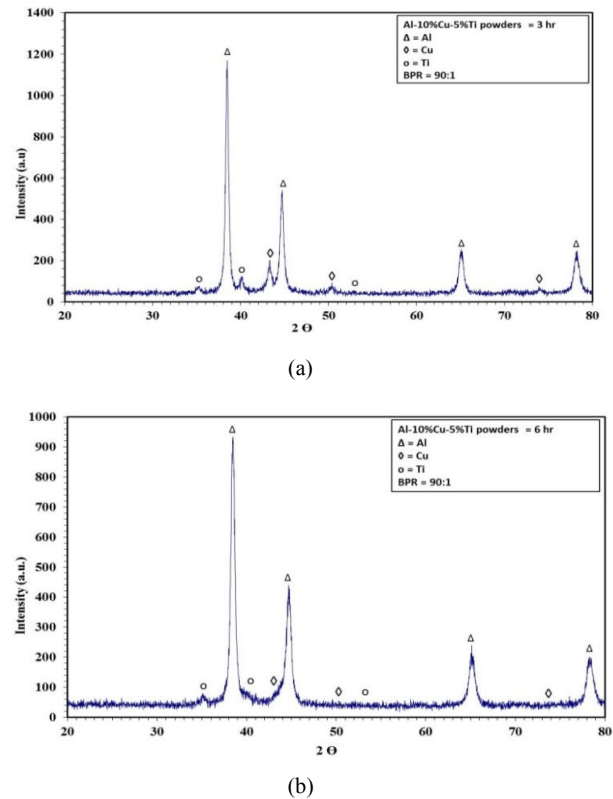 1400
1200
1000
800
600
400
200
0
Intensity (a.u)
Al-10%Cu-5%Ti powders = 3 hr
Δ = Al
◊ = Cu
o = Ti
BPR = 90:1
Δ
Δ
o
o
◊
◊
o
Δ
◊
Δ
20 30 40 50 60 70 80
2 Θ
(a)
1000
900
800
700
600
500
400
300
200
100
0
Intensity (a.u.)
Al-10%Cu-5%Ti powders = 6 hr
Δ = Al
◊ = Cu
o = Ti
BPR = 90:1
Δ
Δ
o
o
◊
◊
o
Δ
◊
Δ
20 30 40 50 60 70 80
2 Θ
(b)